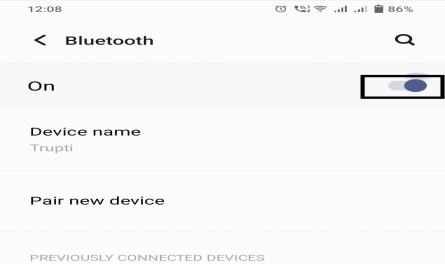 12:08 86%
Bluetooth
On
Device name
Trupti
Pair new device
PREVIOUSLY CONNECTED DEVICES